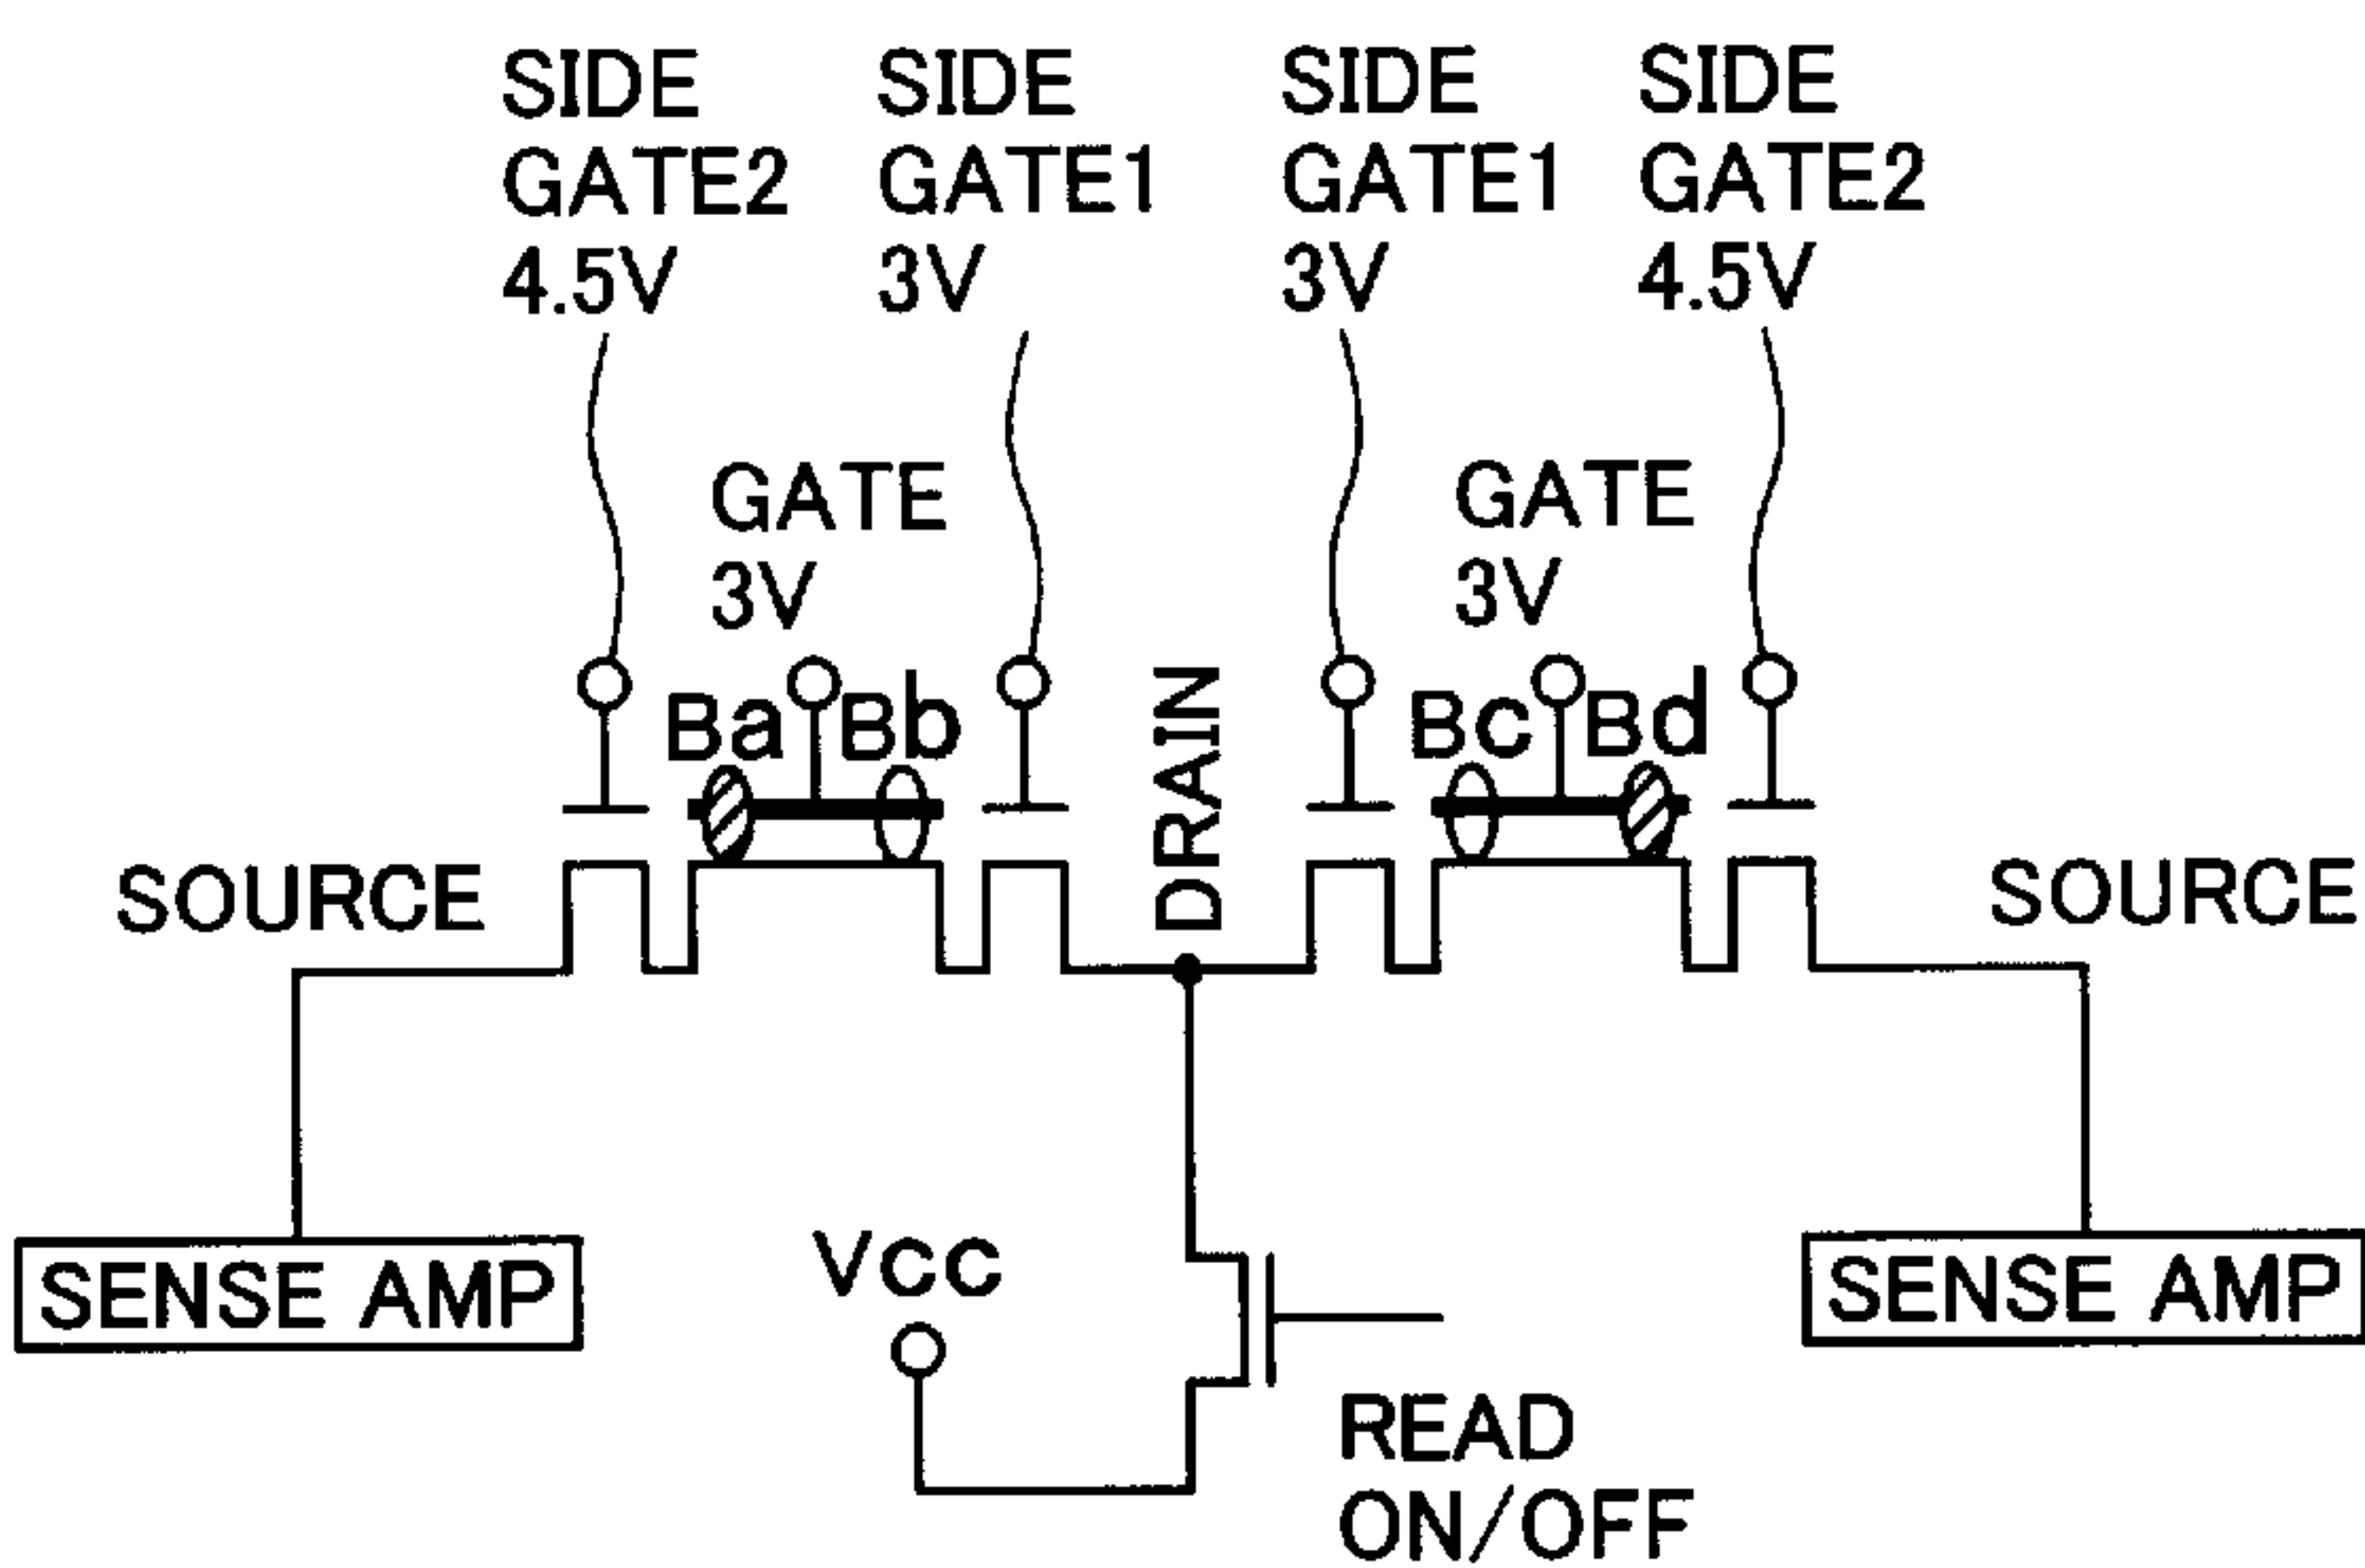 SIDE
GATE2
4.5V
SIDE
GATE1
3V
SIDE
GATE1
3V
SIDE
GATE2
4.5V
GATE
3V
GATE
3V
Ba
Bb
DRAIN
Bc
Bd
SOURCE
SOURCE
SENSE AMP
VCC
SENSE AMP
READ
ON/OFF